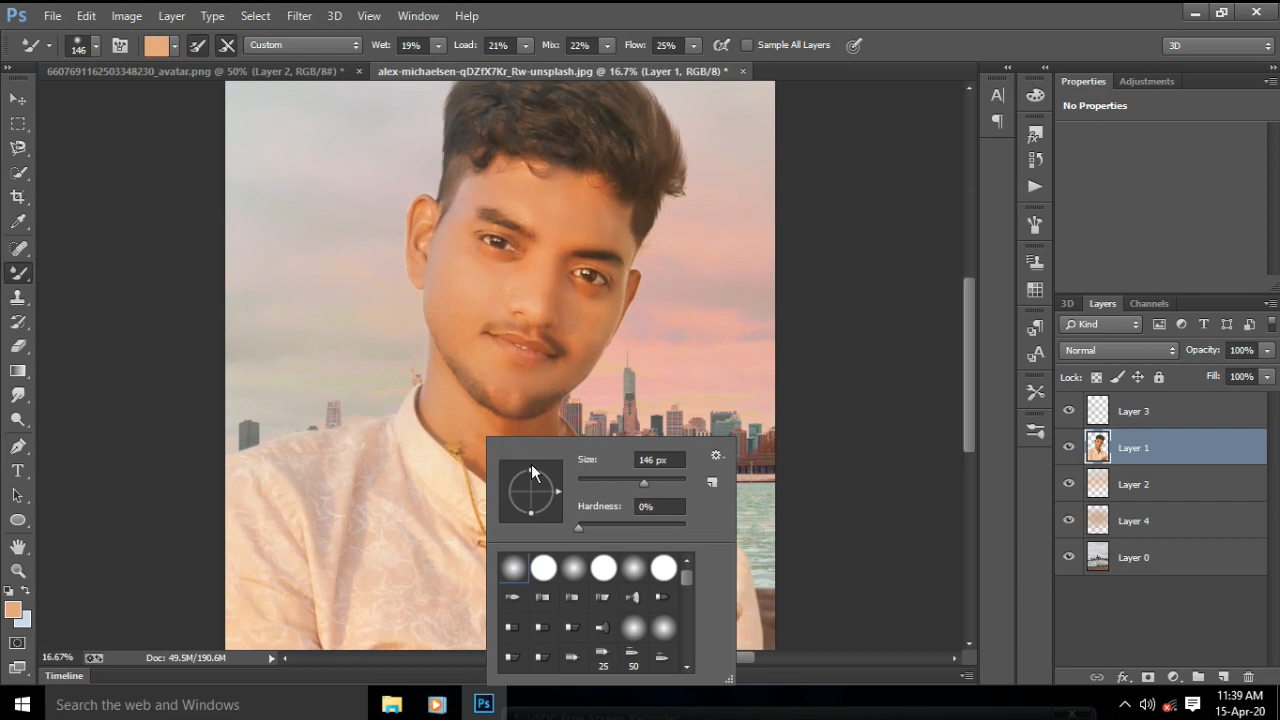 Ps File Edit Image Layer Type Select Filter 3D View Window Help
146 Custom Wet: 19% Load: 21% Mix: 22% Flow: 25% Sample All Layers 3D
6607691162503348230_avatar.png @ 50% (Layer 2, RGB/8#) * × alex-michaelsen-qDZfX7Kr_Rw-unsplash.jpg @ 16.7% (Layer 1, RGB/8) * ×
Properties Adjustments
No Properties
3D Layers Channels
Kind
Normal Opacity: 100%
Lock: Fill: 100%
Layer 3
Layer 1
Layer 2
Layer 4
Layer 0
Size: 146 px
Hardness: 0%
25 50
16.67% Doc: 49.5M/190.6M
Timeline
Search the web and Windows
Ps
11:39 AM
15-Apr-20